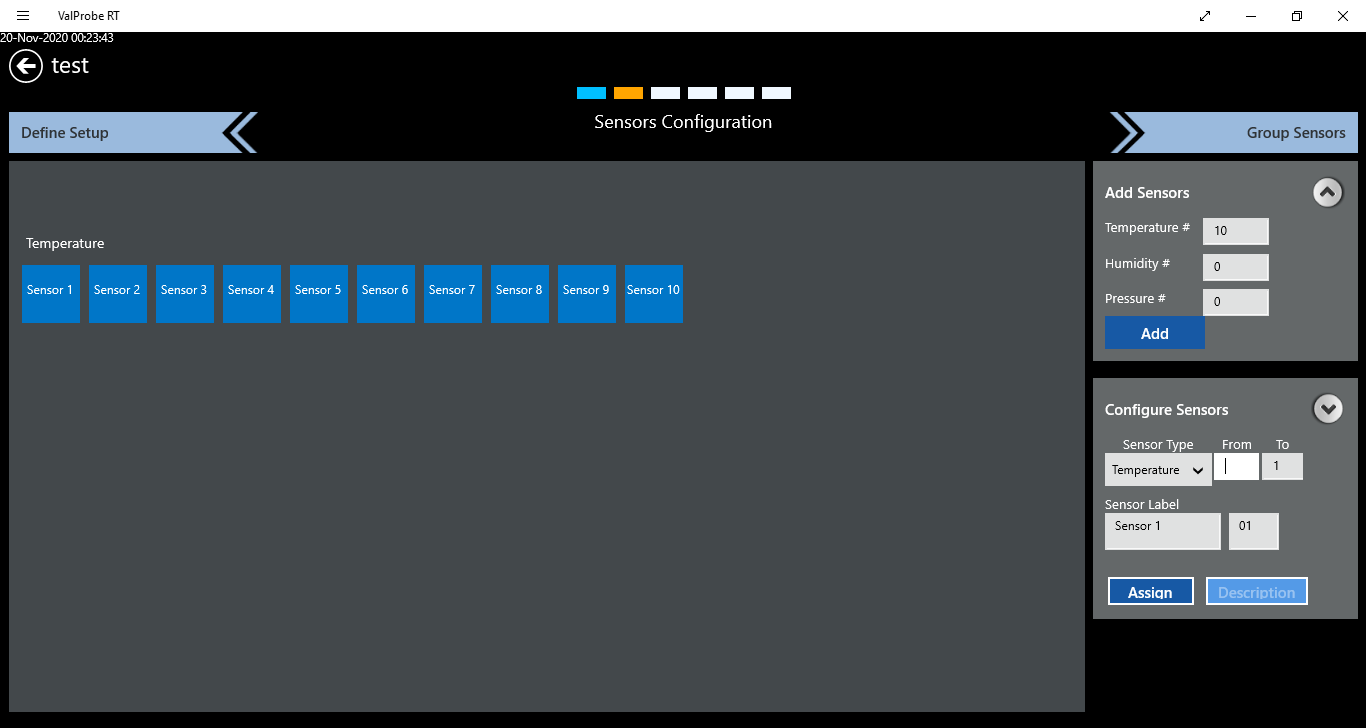 ValProbe RT
20-Nov-2020 00:23:43
test
Sensors Configuration
Define Setup
Group Sensors
Temperature
Sensor 1 Sensor 2 Sensor 3 Sensor 4 Sensor 5 Sensor 6 Sensor 7 Sensor 8 Sensor 9 Sensor 10
Add Sensors
Temperature # 10
Humidity # 0
Pressure # 0
Add
Configure Sensors
Sensor Type From To
Temperature 1
Sensor Label
Sensor 1 01
Assign Description